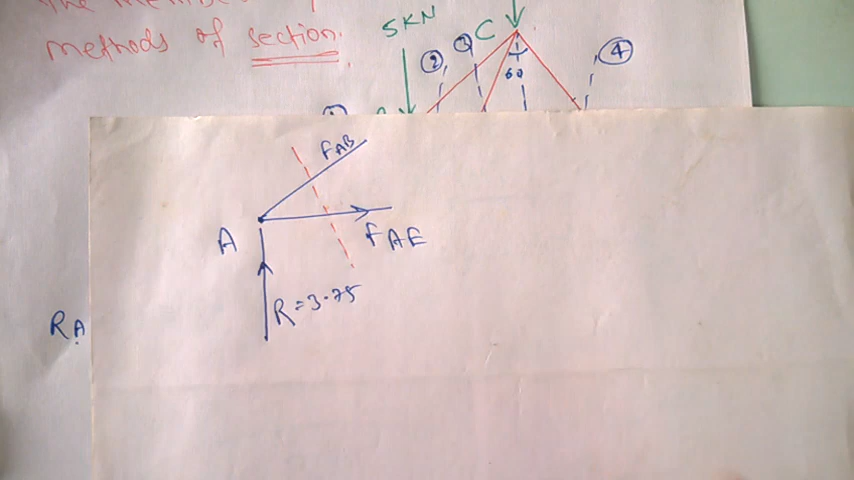 methods of section.
5KN
C
2
3
4
60
FAB
A
FAE
R=3.75
RA